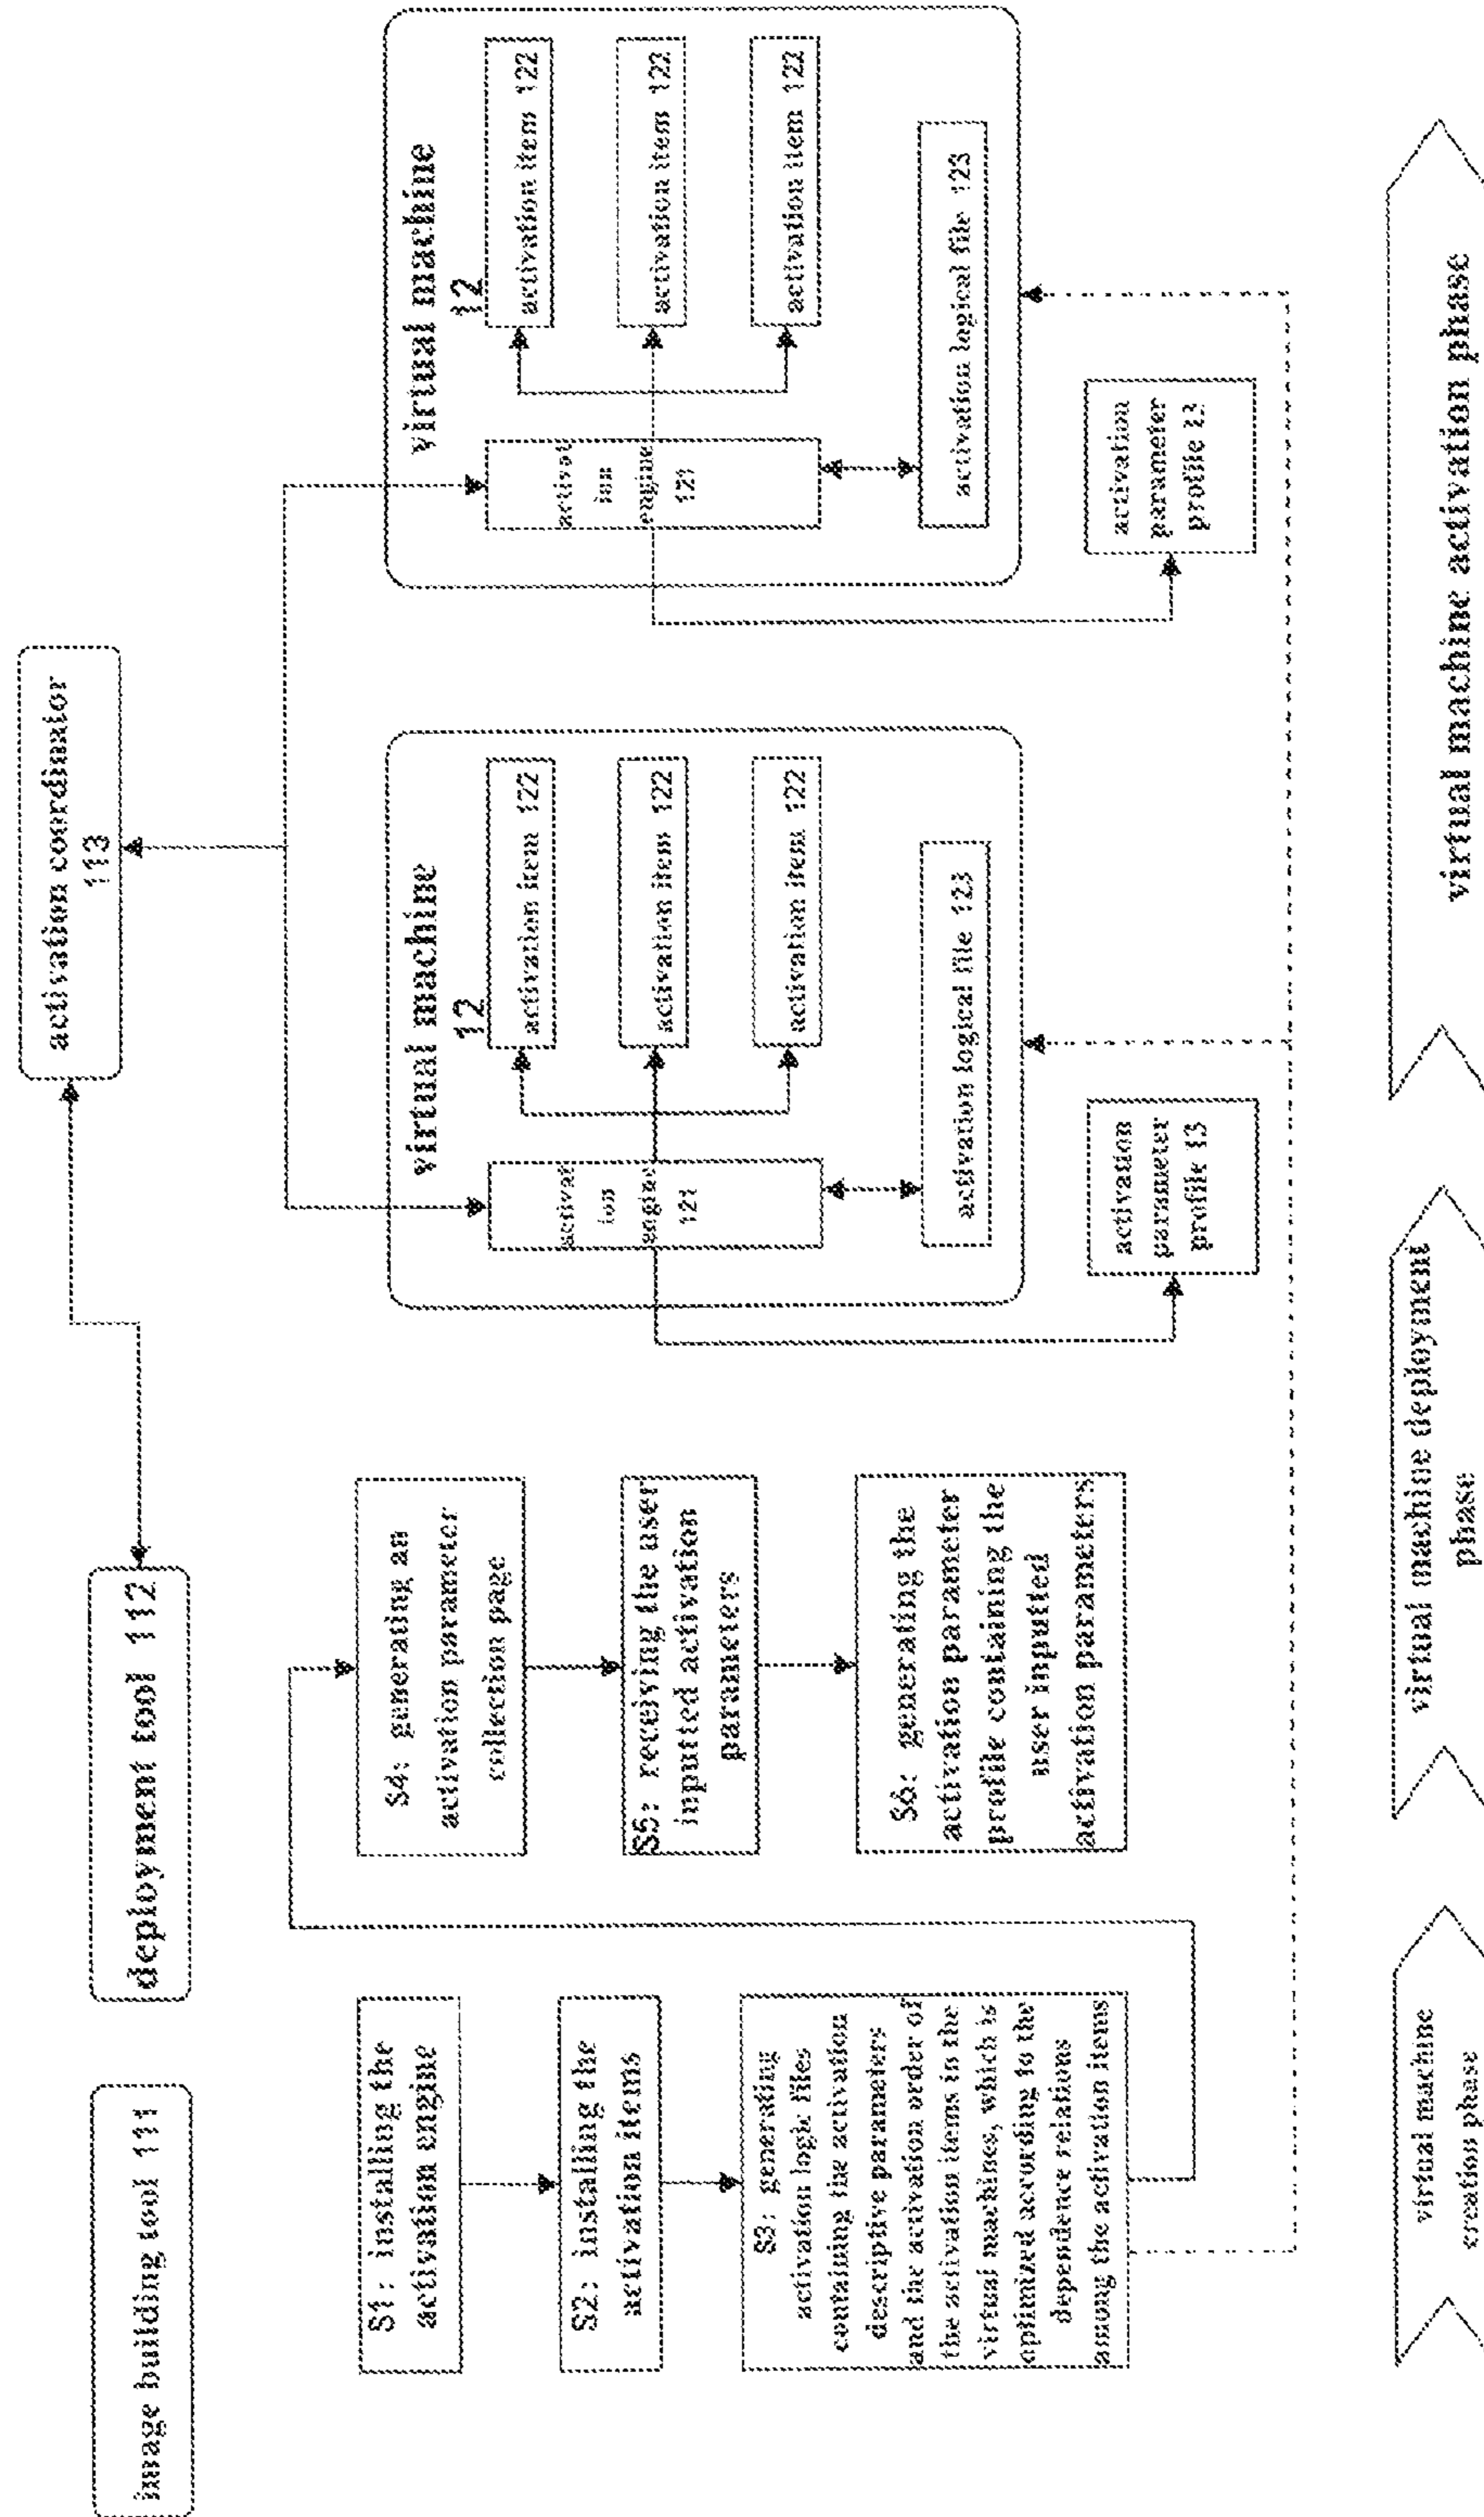 image building tool 111
deployment tool 112
activation coordinator
113
S1: installing the
activation engine
S2: installing the
activation items
S3: generating
activation logic files
containing the activation
descriptive parameters
and the activation order of
the activation items in the
virtual machines, which is
optimized according to the
dependence relations
among the activation items
S4: generating an
activation parameter
collection page
S5: receiving the user
inputted activation
parameters
S6: generating the
activation parameter
profile containing the
user inputted
activation parameters
virtual machine
12
activat
ion
engine
121
activation item 122
activation item 122
activation item 122
activation logical file 123
activation
parameter
profile 13
virtual machine
12
activat
ion
engine
121
activation item 122
activation item 122
activation item 122
activation logical file 123
activation
parameter
profile 13
virtual machine
creation phase
virtual machine deployment
phase
virtual machine activation phase